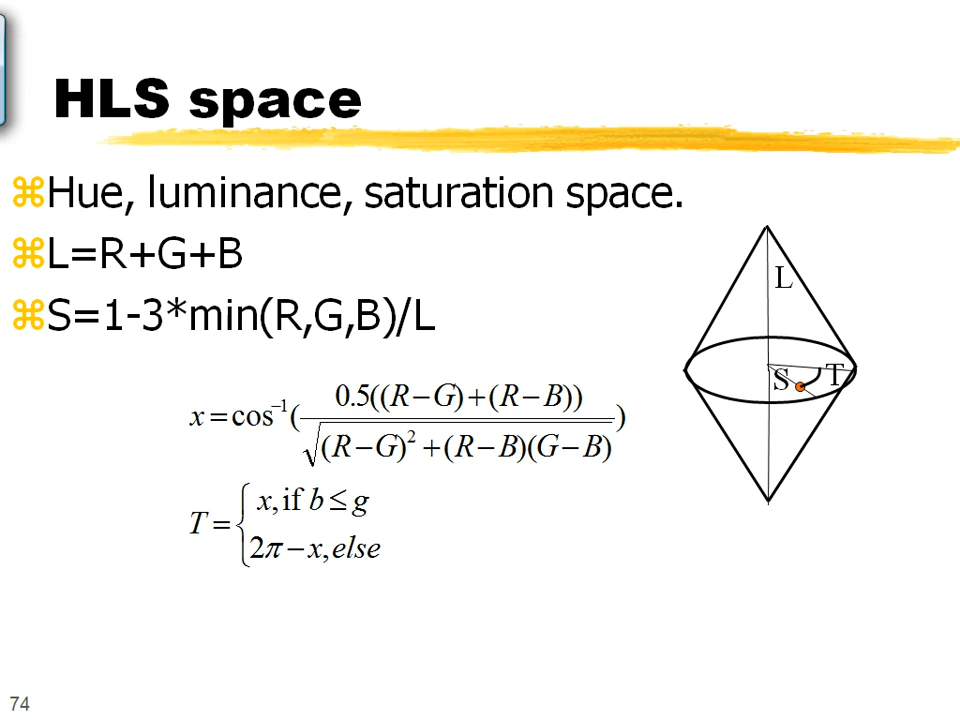 HLS space
Hue, luminance, saturation space.
L=R+G+B
S=1-3*min(R,G,B)/L
x = cos⁻¹( 0.5((R−G)+(R−B)) / √(R−G)²+(R−B)(G−B) )
T = { x, if b ≤ g
2π − x, else
L
S
T
74